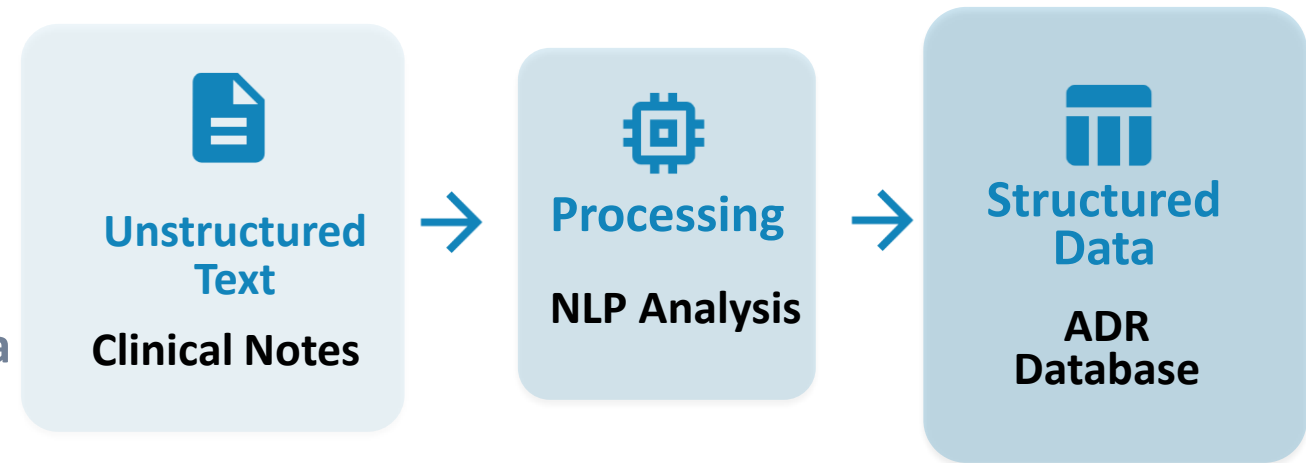 Unstructured
Text
Clinical Notes
Processing
NLP Analysis
Structured
Data
ADR
Database
a